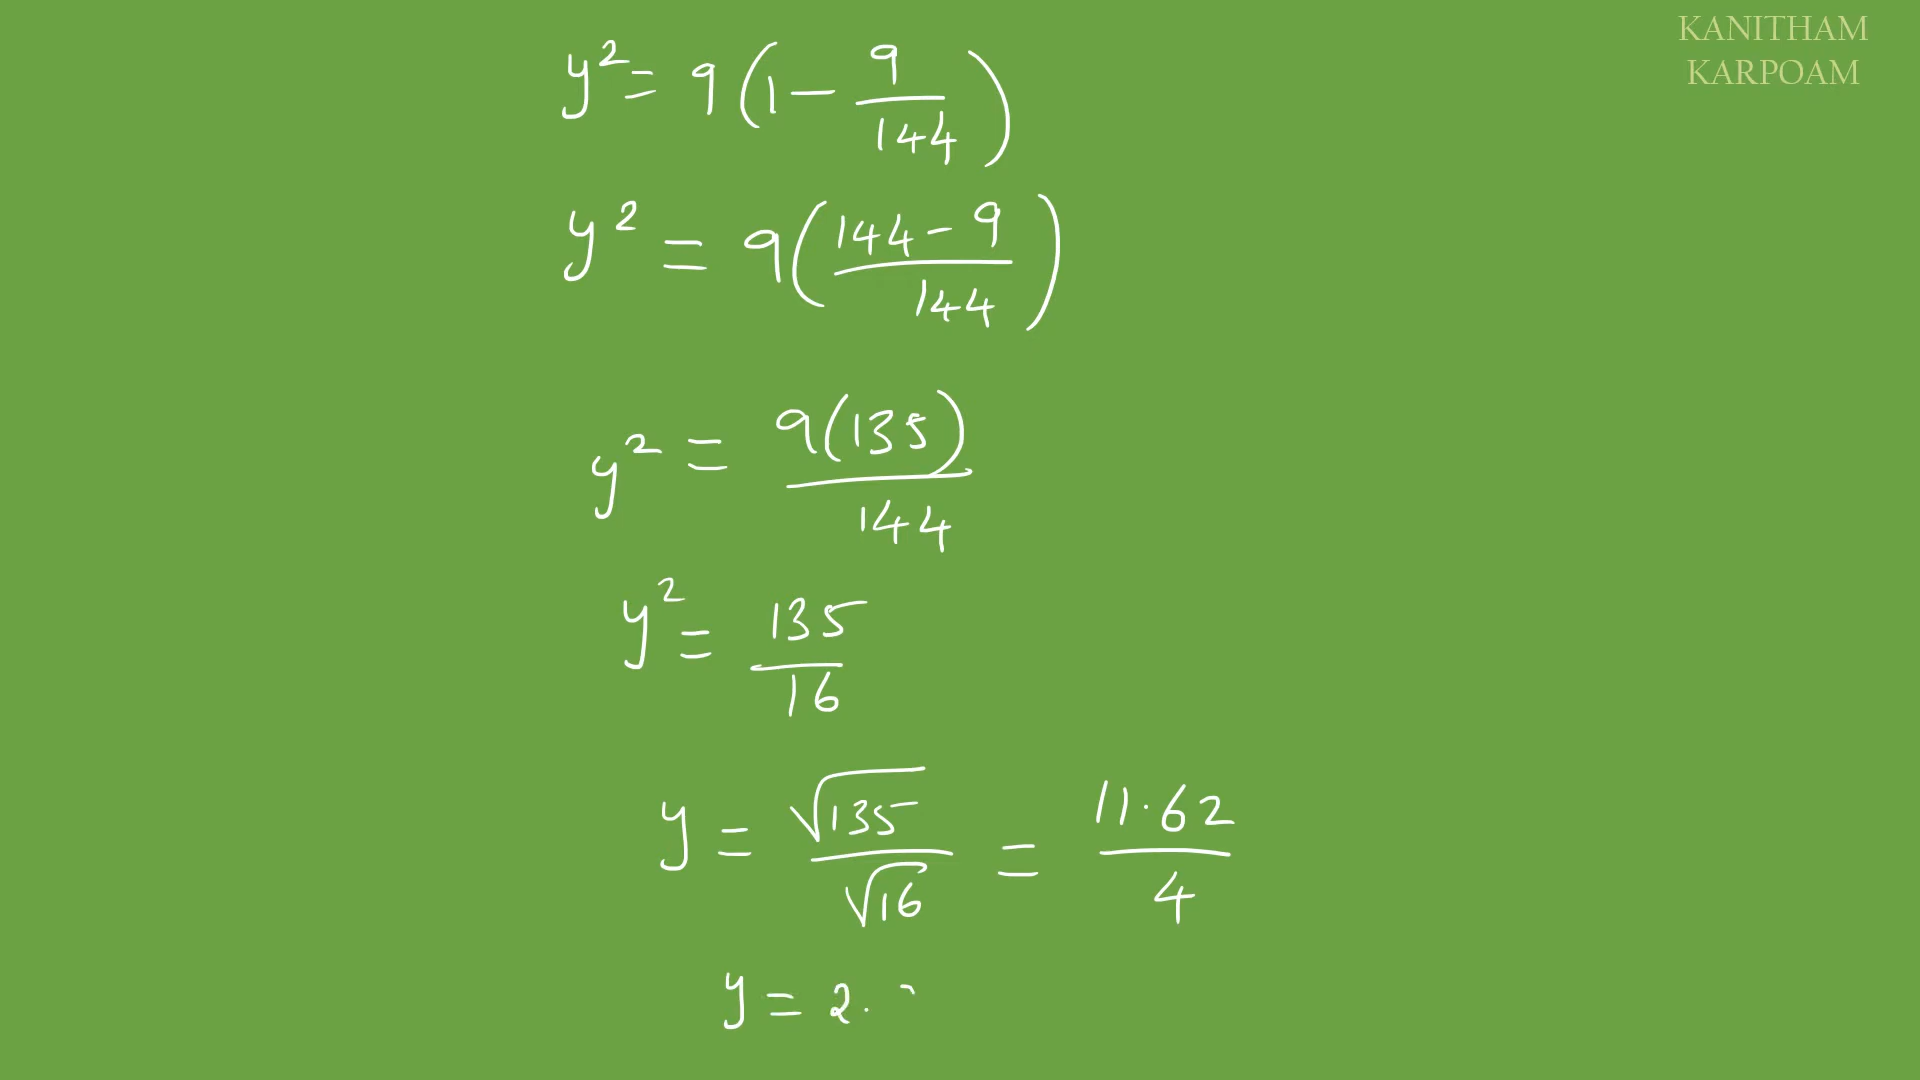 KANITHAM
KARPOAM
y² = 9(1 - 9/144)
y² = 9((144 - 9)/144)
y² = 9(135)/144
y² = 135/16
y = √135/√16 = 11.62/4
y = 2.